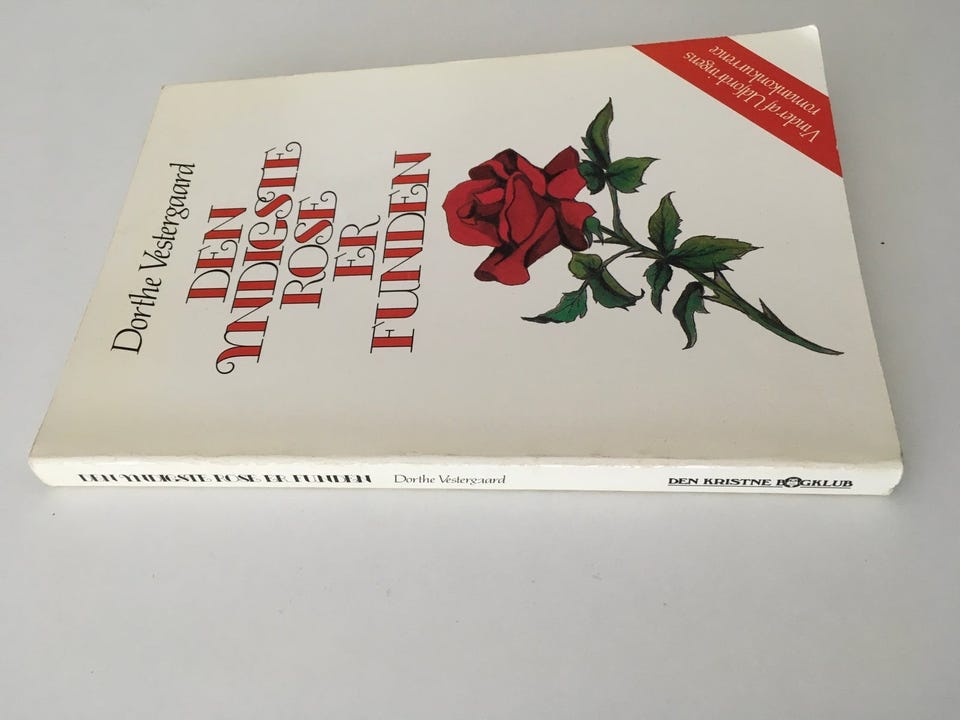 Dorthe Vestergaard
DEN
YNDIGSTE
ROSE
ER
FUNDEN
Vinder af Udfordringens
romankonkurrence
DEN YNDIGSTE ROSE ER FUNDEN Dorthe Vestergaard DEN KRISTNE BOGKLUB